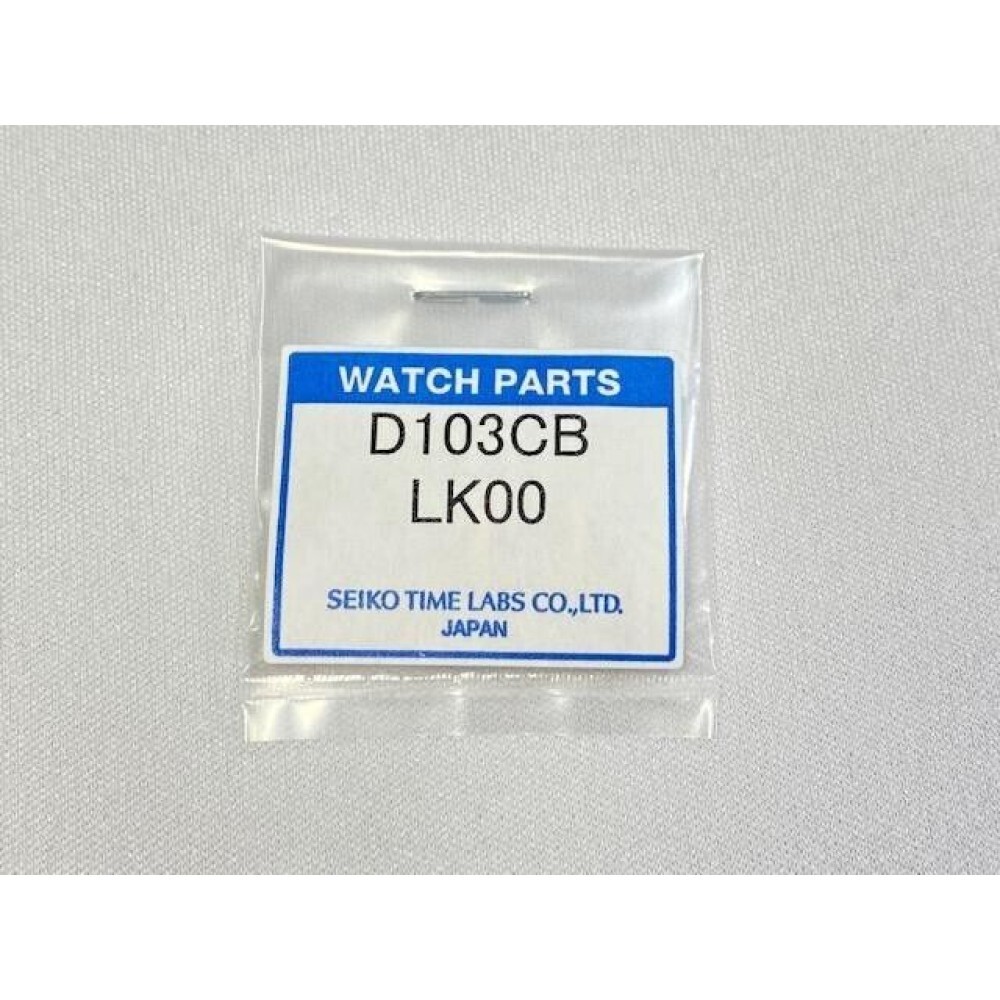 WATCH PARTS
D103CB
LK00
SEIKO TIME LABS CO.,LTD.
JAPAN